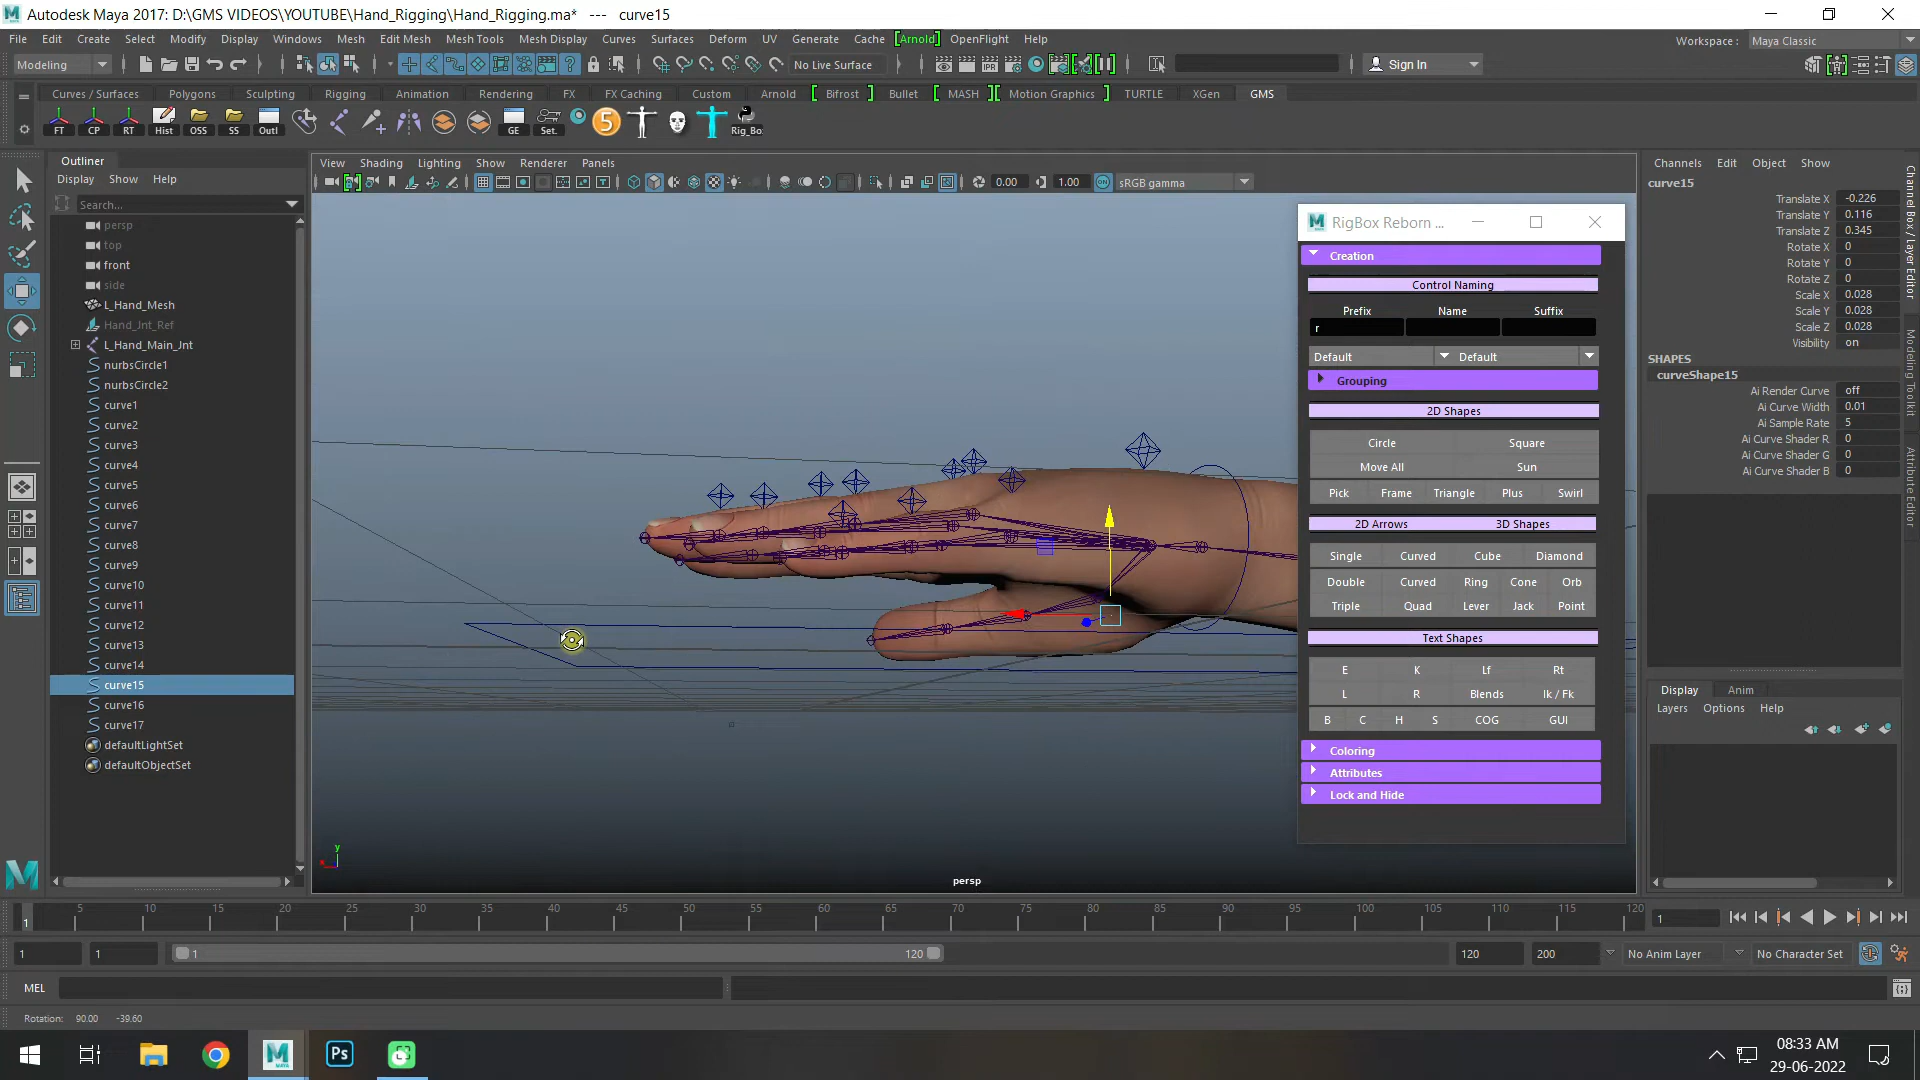 Autodesk Maya 2017: D:\GMS VIDEOS\YOUTUBE\Hand_Rigging\Hand_Rigging.ma*   ---   curve15
File Edit Create Select Modify Display Windows Mesh Edit Mesh Mesh Tools Mesh Display Curves Surfaces Deform UV Generate Cache [Arnold] OpenFlight Help
Workspace : Maya Classic
Modeling No Live Surface Sign In
Curves / Surfaces Polygons Sculpting Rigging Animation Rendering FX FX Caching Custom Arnold [ Bifrost ] Bullet [ MASH ] [ Motion Graphics ] TURTLE XGen GMS
FT CP RT Hist OSS SS Outl GE Set. 5 Rig_Bo
Outliner
Display Show Help
Search...
persp
top
front
side
L_Hand_Mesh
Hand_Jnt_Ref
L_Hand_Main_Jnt
nurbsCircle1
nurbsCircle2
curve1
curve2
curve3
curve4
curve5
curve6
curve7
curve8
curve9
curve10
curve11
curve12
curve13
curve14
curve15
curve16
curve17
defaultLightSet
defaultObjectSet
View Shading Lighting Show Renderer Panels
0.00 1.00 sRGB gamma
y
persp
RigBox Reborn ...
Creation
Control Naming
Prefix Name Suffix
r
Default Default
Grouping
2D Shapes
Circle Square
Move All Sun
Pick Frame Triangle Plus Swirl
2D Arrows 3D Shapes
Single Curved Cube Diamond
Double Curved Ring Cone Orb
Triple Quad Lever Jack Point
Text Shapes
E K Lf Rt
L R Blends Ik / Fk
B C H S COG GUI
Coloring
Attributes
Lock and Hide
Channels Edit Object Show
curve15
Translate X -0.226
Translate Y 0.116
Translate Z 0.345
Rotate X 0
Rotate Y 0
Rotate Z 0
Scale X 0.028
Scale Y 0.028
Scale Z 0.028
Visibility on
SHAPES
curveShape15
Ai Render Curve off
Ai Curve Width 0.01
Ai Sample Rate 5
Ai Curve Shader R 0
Ai Curve Shader G 0
Ai Curve Shader B 0
Display Anim
Layers Options Help
Channel Box / Layer Editor
Modeling Toolkit
Attribute Editor
1 5 10 15 20 25 30 35 40 45 50 55 60 65 70 75 80 85 90 95 100 105 110 115 120
1
1 1 1 120 120 200 No Anim Layer No Character Set
MEL
Rotation: 90.00 -39.60
M MAYA Ps
08:33 AM
29-06-2022